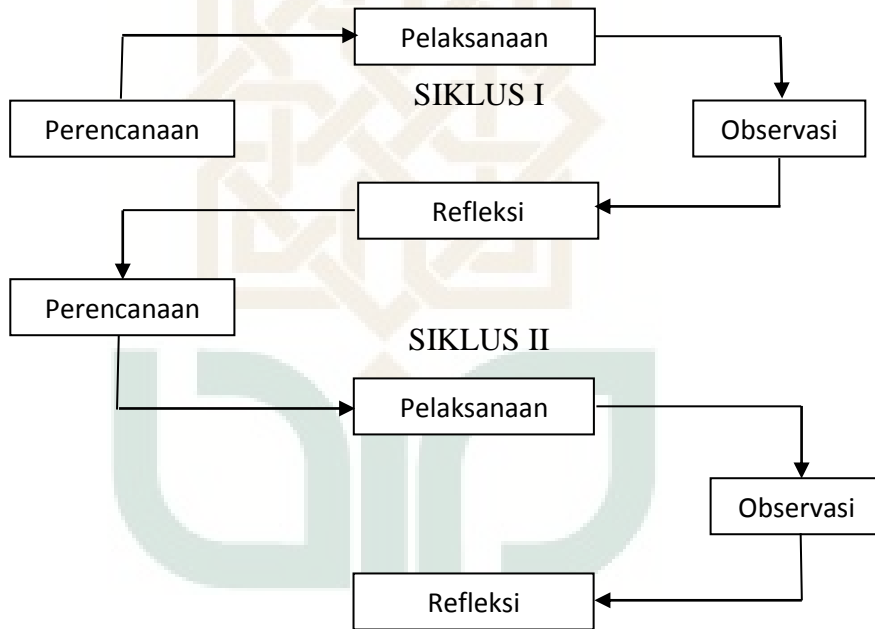 Pelaksanaan
SIKLUS I
Perencanaan
Observasi
Refleksi
Perencanaan
SIKLUS II
Pelaksanaan
Observasi
Refleksi